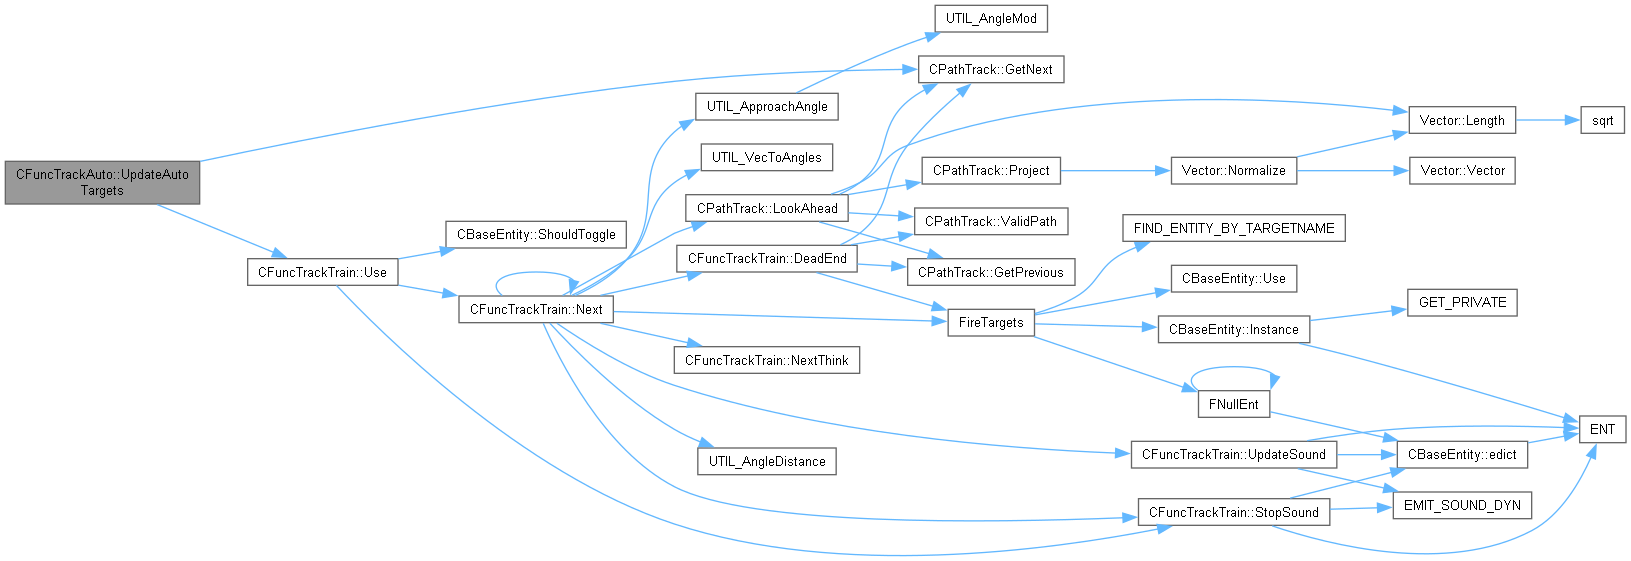 UTIL_AngleMod
CPathTrack::GetNext
UTIL_ApproachAngle
Vector::Length
sqrt
UTIL_VecToAngles
CFuncTrackAuto::UpdateAuto
Targets
CPathTrack::Project
Vector::Normalize
Vector::Vector
CPathTrack::LookAhead
CPathTrack::ValidPath
CBaseEntity::ShouldToggle
FIND_ENTITY_BY_TARGETNAME
CFuncTrackTrain::Use
CFuncTrackTrain::DeadEnd
CPathTrack::GetPrevious
CBaseEntity::Use
CFuncTrackTrain::Next
GET_PRIVATE
FireTargets
CBaseEntity::Instance
CFuncTrackTrain::NextThink
FNullEnt
ENT
UTIL_AngleDistance
CFuncTrackTrain::UpdateSound
CBaseEntity::edict
CFuncTrackTrain::StopSound
EMIT_SOUND_DYN